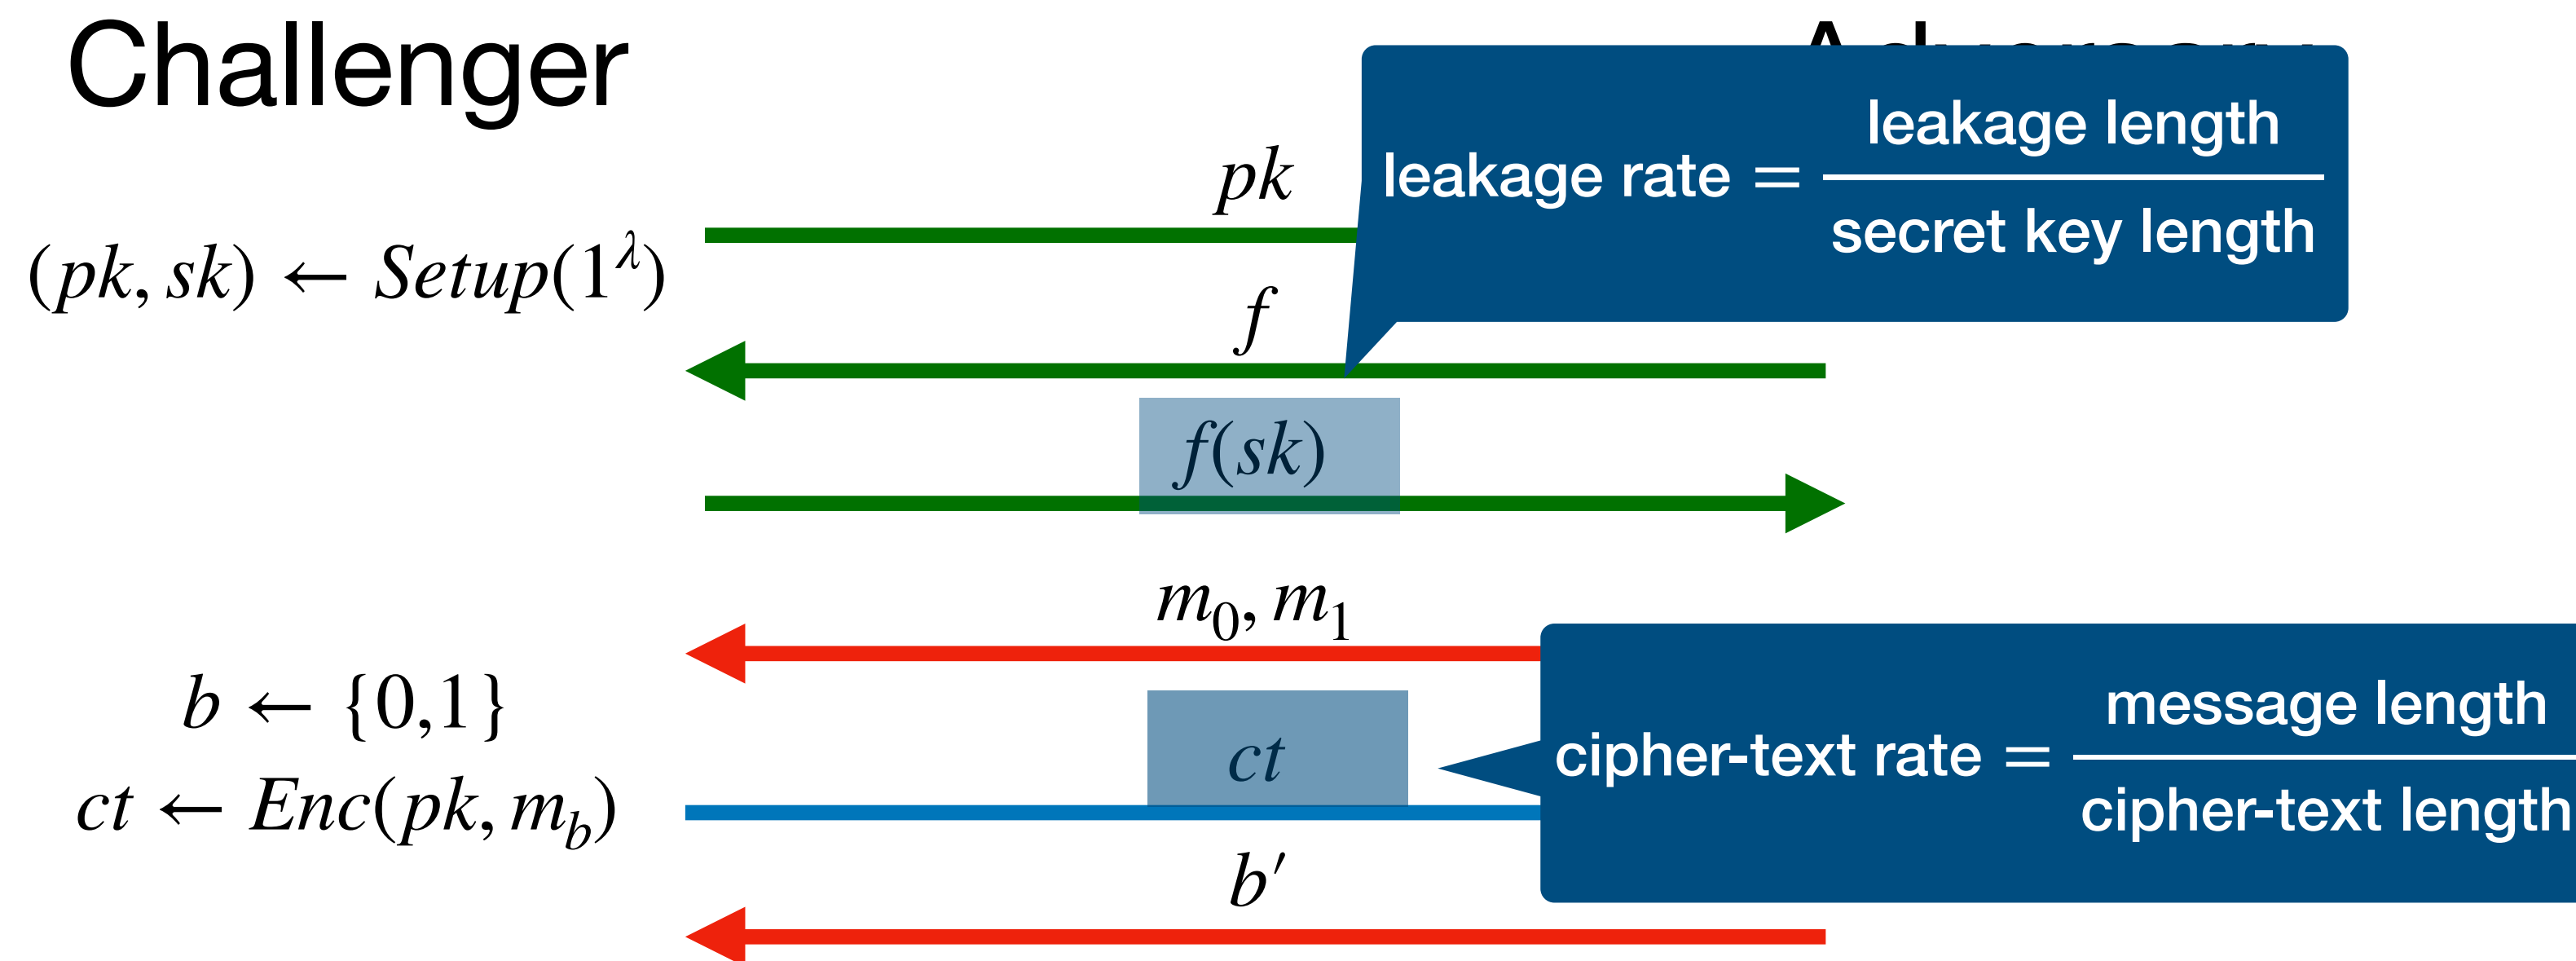 Challenger
leakage rate = leakage length / secret key length
pk
(pk, sk) ← Setup(1^λ)
f
f(sk)
m_0, m_1
b ← {0,1}
ct
cipher-text rate = message length / cipher-text length
ct ← Enc(pk, m_b)
b′